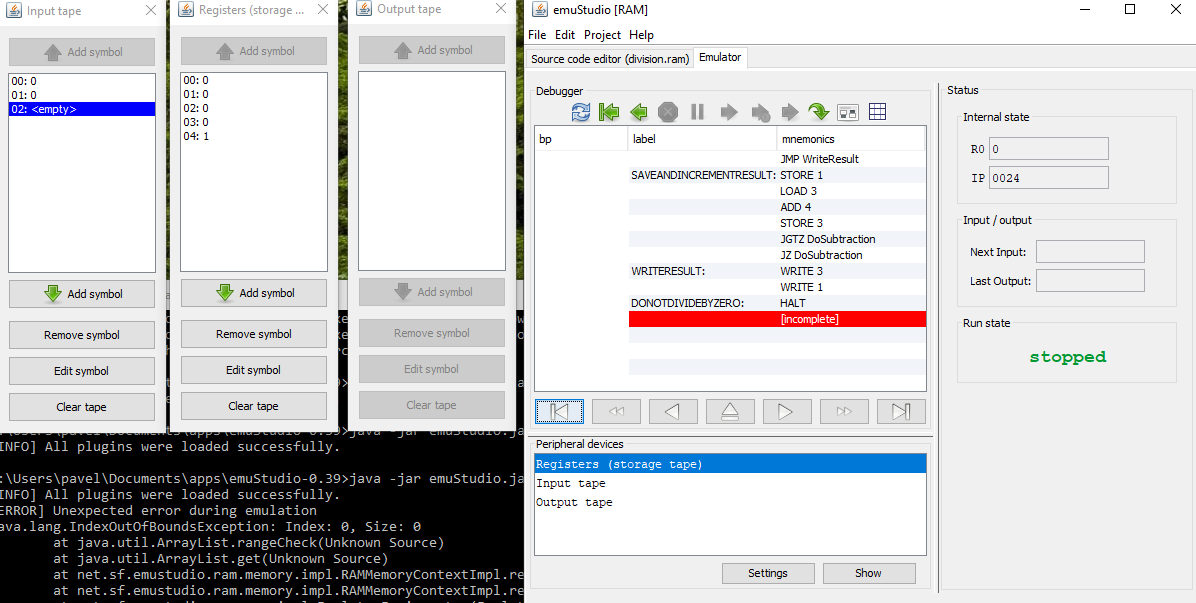 Input tape
Add symbol
00: 0
01: 0
02: <empty>
Add symbol
Remove symbol
Edit symbol
Clear tape
Registers (storage ...
Add symbol
00: 0
01: 0
02: 0
03: 0
04: 1
Add symbol
Remove symbol
Edit symbol
Clear tape
Output tape
Add symbol
Add symbol
Remove symbol
Edit symbol
Clear tape
emuStudio [RAM]
File Edit Project Help
Source code editor (division.ram) Emulator
Debugger
bp label mnemonics
JMP WriteResult
SAVEANDINCREMENTRESULT: STORE 1
LOAD 3
ADD 4
STORE 3
JGTZ DoSubtraction
JZ DoSubtraction
WRITERESULT: WRITE 3
WRITE 1
DONOTDIVIDEBYZERO: HALT
[incomplete]
Peripheral devices
Registers (storage tape)
Input tape
Output tape
Settings Show
Status
Internal state
R0 0
IP 0024
Input / output
Next Input:
Last Output:
Run state
stopped
:\Users\pavel\Documents\apps\emuStudio-0.39>java -jar emuStudio.ja
INFO] All plugins were loaded successfully.
:\Users\pavel\Documents\apps\emuStudio-0.39>java -jar emuStudio.ja
INFO] All plugins were loaded successfully.
ERROR] Unexpected error during emulation
ava.lang.IndexOutOfBoundsException: Index: 0, Size: 0
at java.util.ArrayList.rangeCheck(Unknown Source)
at java.util.ArrayList.get(Unknown Source)
at net.sf.emustudio.ram.memory.impl.RAMMemoryContextImpl.re
at net.sf.emustudio.ram.memory.impl.RAMMemoryContextImpl.re